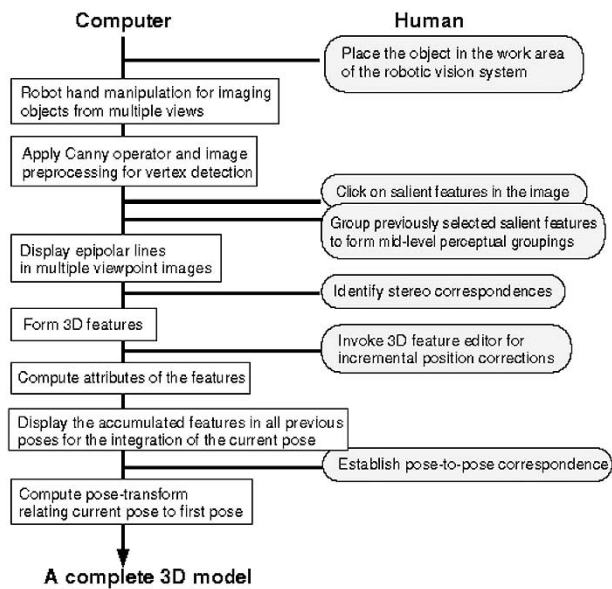 Computer
Human
Place the object in the work area
of the robotic vision system
Robot hand manipulation for imaging
objects from multiple views
Apply Canny operator and image
preprocessing for vertex detection
Click on salient features in the image
Group previously selected salient features
to form mid-level perceptual groupings
Display epipolar lines
in multiple viewpoint images
Identify stereo correspondences
Form 3D features
Invoke 3D feature editor for
incremental position corrections
Compute attributes of the features
Display the accumulated features in all previous
poses for the integration of the current pose
Establish pose-to-pose correspondence
Compute pose-transform
relating current pose to first pose
A complete 3D model